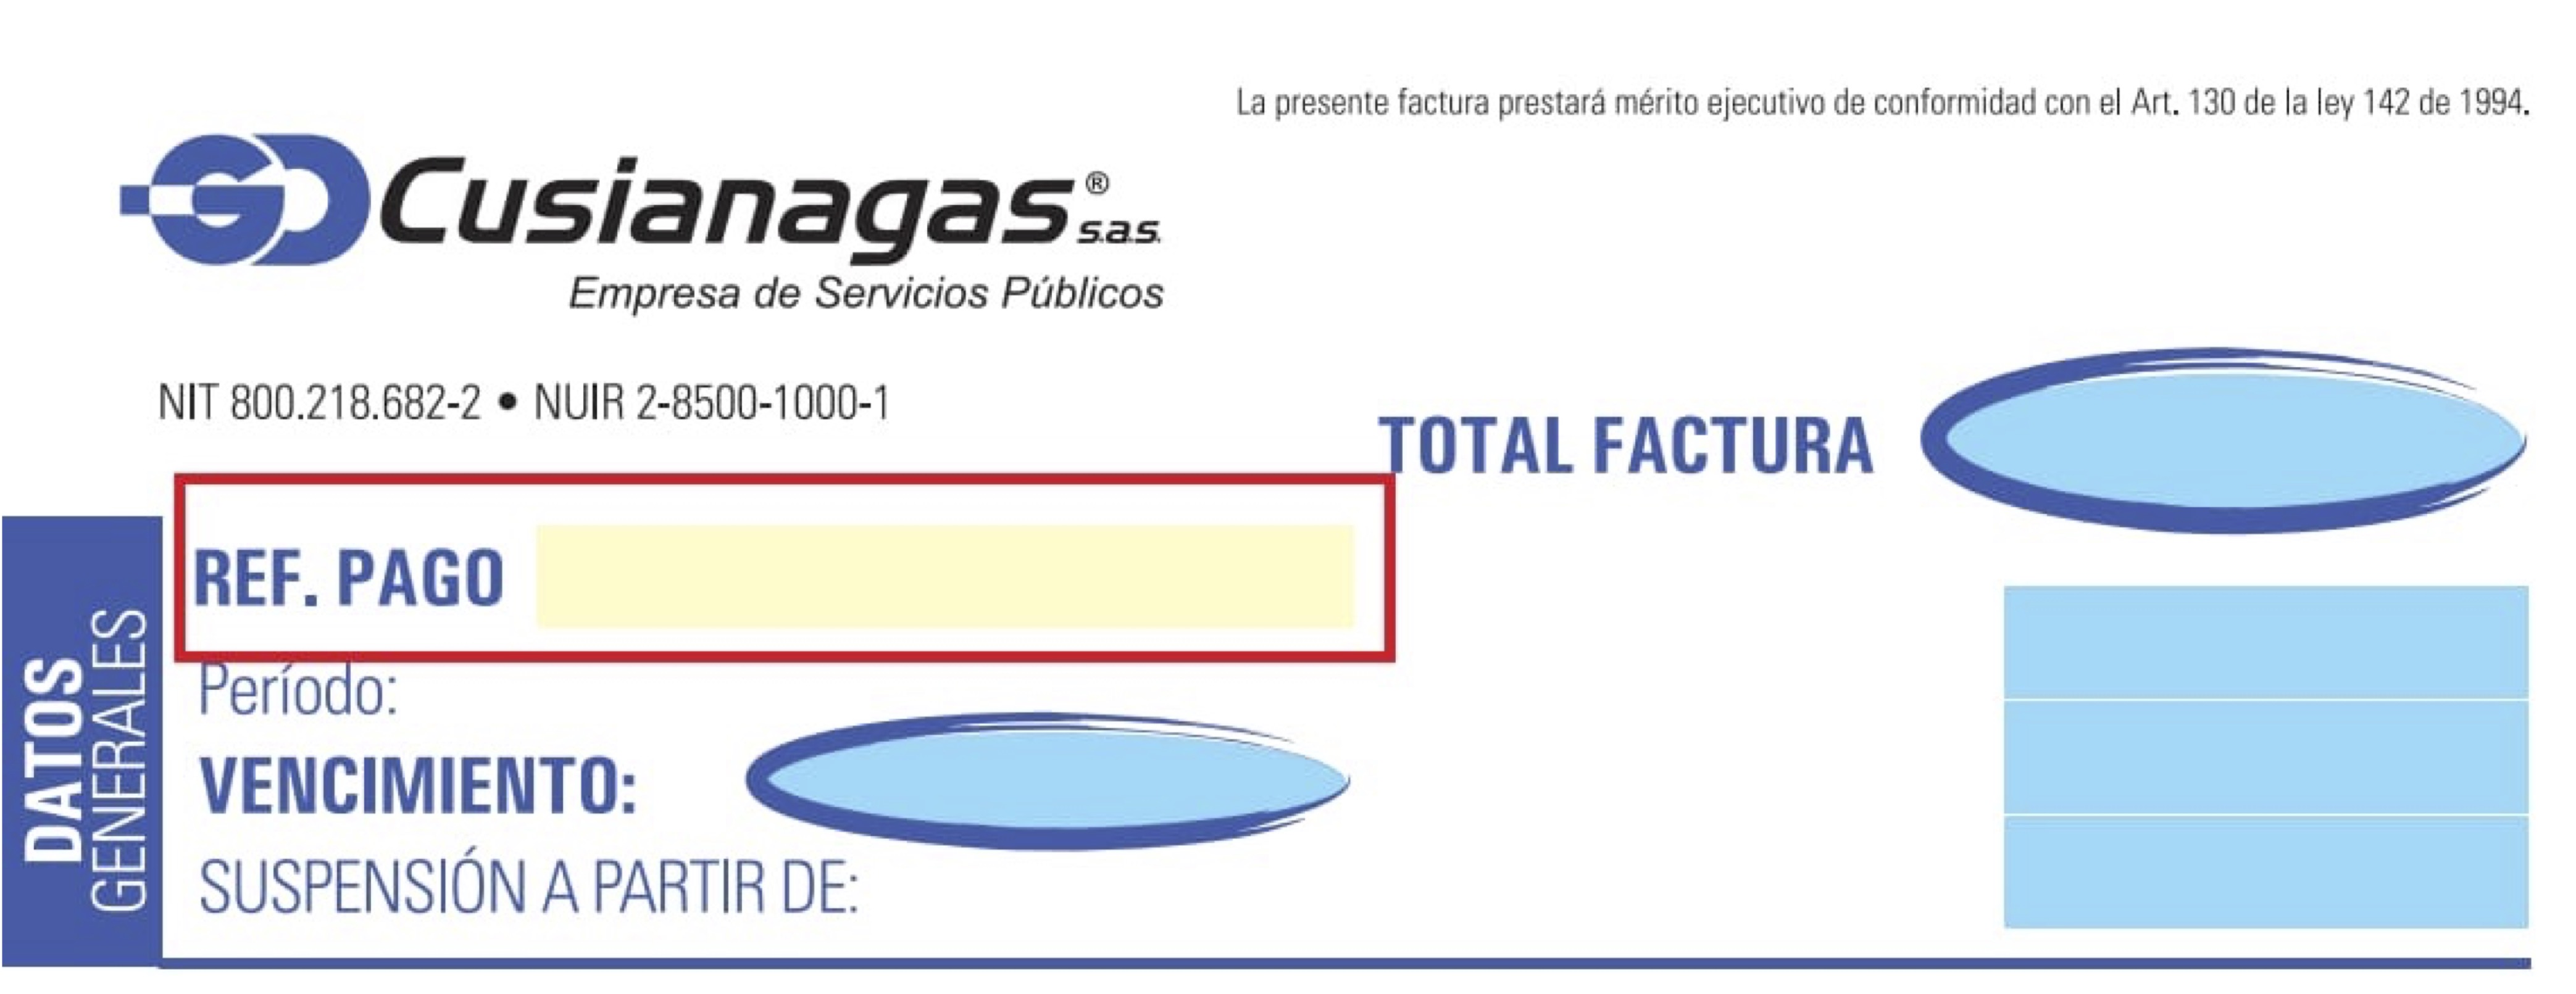 La presente factura prestará mérito ejecutivo de conformidad con el Art. 130 de la ley 142 de 1994.
Cusianagas® s.a.s.
Empresa de Servicios Públicos
NIT 800.218.682-2 • NUIR 2-8500-1000-1
TOTAL FACTURA
DATOS
GENERALES
REF. PAGO
Período:
VENCIMIENTO:
SUSPENSIÓN A PARTIR DE: